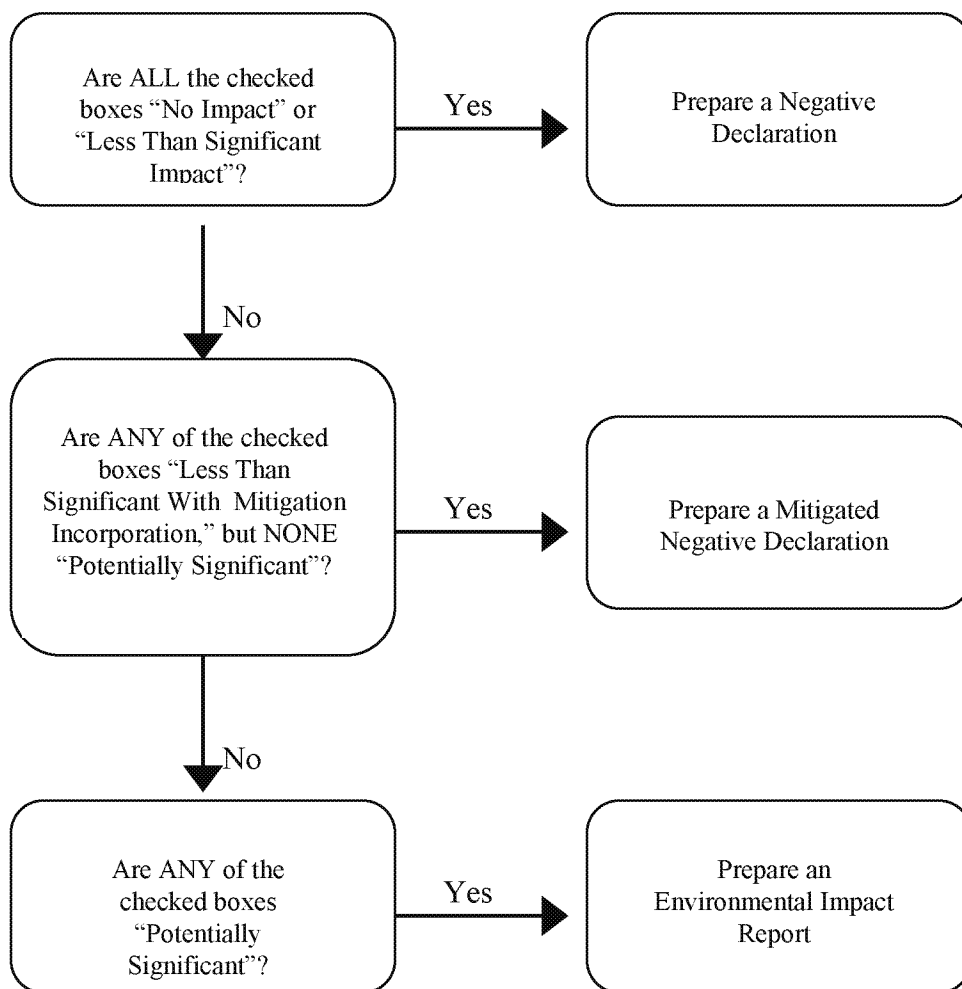 Are ALL the checked
boxes “No Impact” or
“Less Than Significant
Impact”?
Yes
Prepare a Negative
Declaration
No
Are ANY of the checked
boxes “Less Than
Significant With Mitigation
Incorporation,” but NONE
“Potentially Significant”?
Yes
Prepare a Mitigated
Negative Declaration
No
Are ANY of the
checked boxes
“Potentially
Significant”?
Yes
Prepare an
Environmental Impact
Report